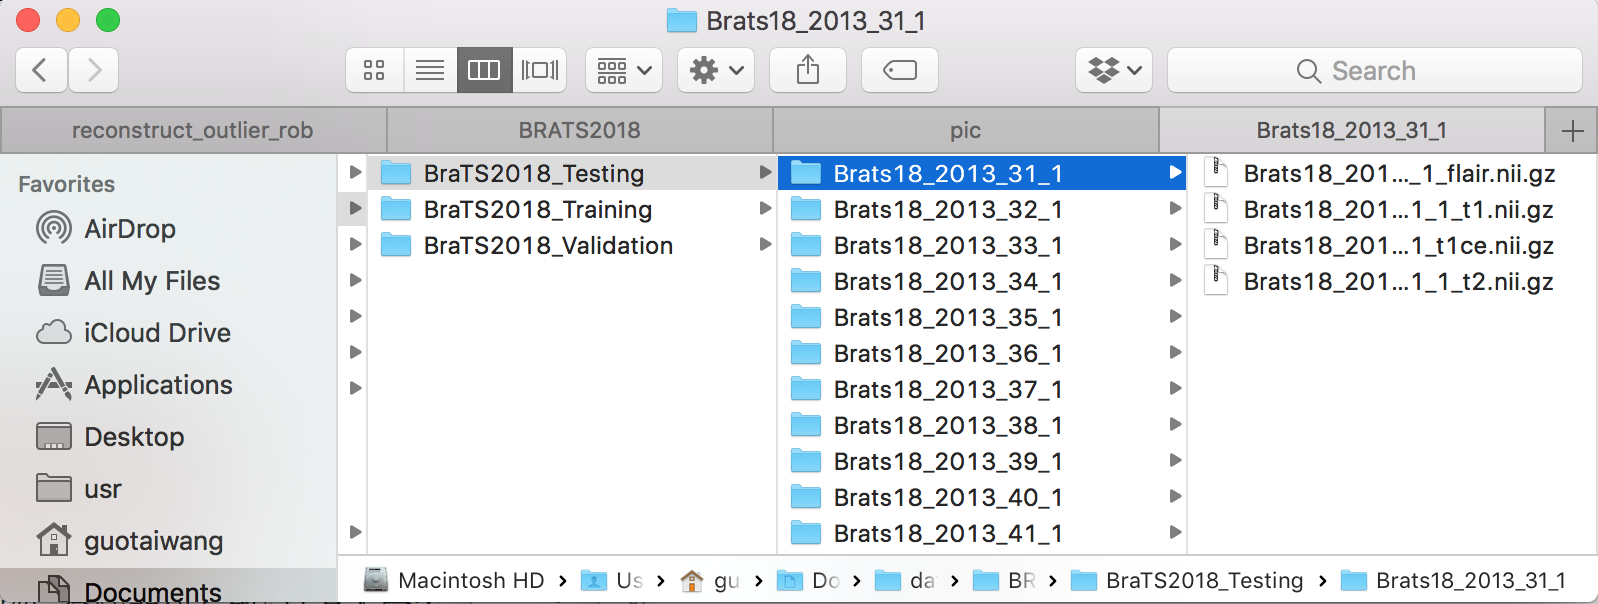 Brats18_2013_31_1
Search
reconstruct_outlier_rob
BRATS2018
pic
Brats18_2013_31_1
Favorites
AirDrop
All My Files
iCloud Drive
Applications
Desktop
usr
guotaiwang
Documents
BraTS2018_Testing
BraTS2018_Training
BraTS2018_Validation
Brats18_2013_31_1
Brats18_2013_32_1
Brats18_2013_33_1
Brats18_2013_34_1
Brats18_2013_35_1
Brats18_2013_36_1
Brats18_2013_37_1
Brats18_2013_38_1
Brats18_2013_39_1
Brats18_2013_40_1
Brats18_2013_41_1
Brats18_201..._1_flair.nii.gz
Brats18_201...1_1_t1.nii.gz
Brats18_201...1_t1ce.nii.gz
Brats18_201...1_1_t2.nii.gz
Macintosh HD › Us › gu › Do › da › BR › BraTS2018_Testing › Brats18_2013_31_1